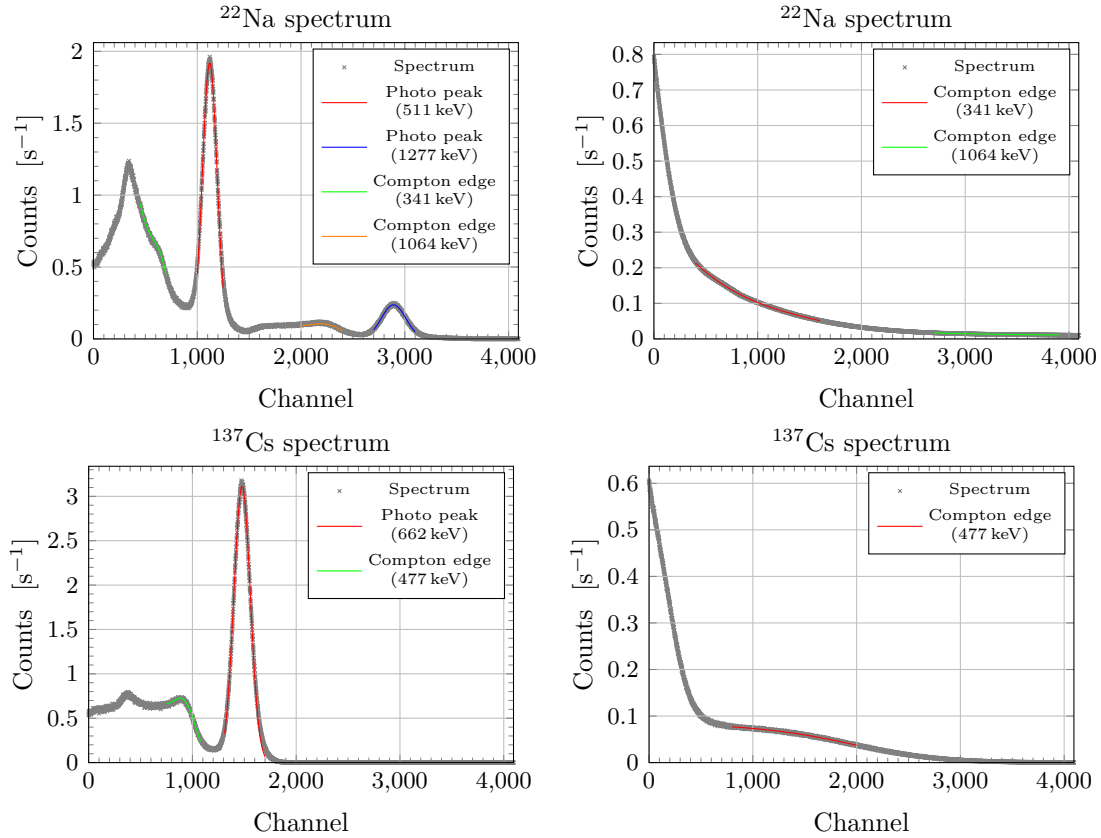 ²²Na spectrum
Counts [s⁻¹]
2
1.5
1
0.5
0
0 1,000 2,000 3,000 4,000
Channel
Spectrum
Photo peak
(511 keV)
Photo peak
(1277 keV)
Compton edge
(341 keV)
Compton edge
(1064 keV)
²²Na spectrum
Counts [s⁻¹]
0.8
0.7
0.6
0.5
0.4
0.3
0.2
0.1
0
0 1,000 2,000 3,000 4,000
Channel
Spectrum
Compton edge
(341 keV)
Compton edge
(1064 keV)
¹³⁷Cs spectrum
Counts [s⁻¹]
3
2.5
2
1.5
1
0.5
0
0 1,000 2,000 3,000 4,000
Channel
Spectrum
Photo peak
(662 keV)
Compton edge
(477 keV)
¹³⁷Cs spectrum
Counts [s⁻¹]
0.6
0.5
0.4
0.3
0.2
0.1
0
0 1,000 2,000 3,000 4,000
Channel
Spectrum
Compton edge
(477 keV)